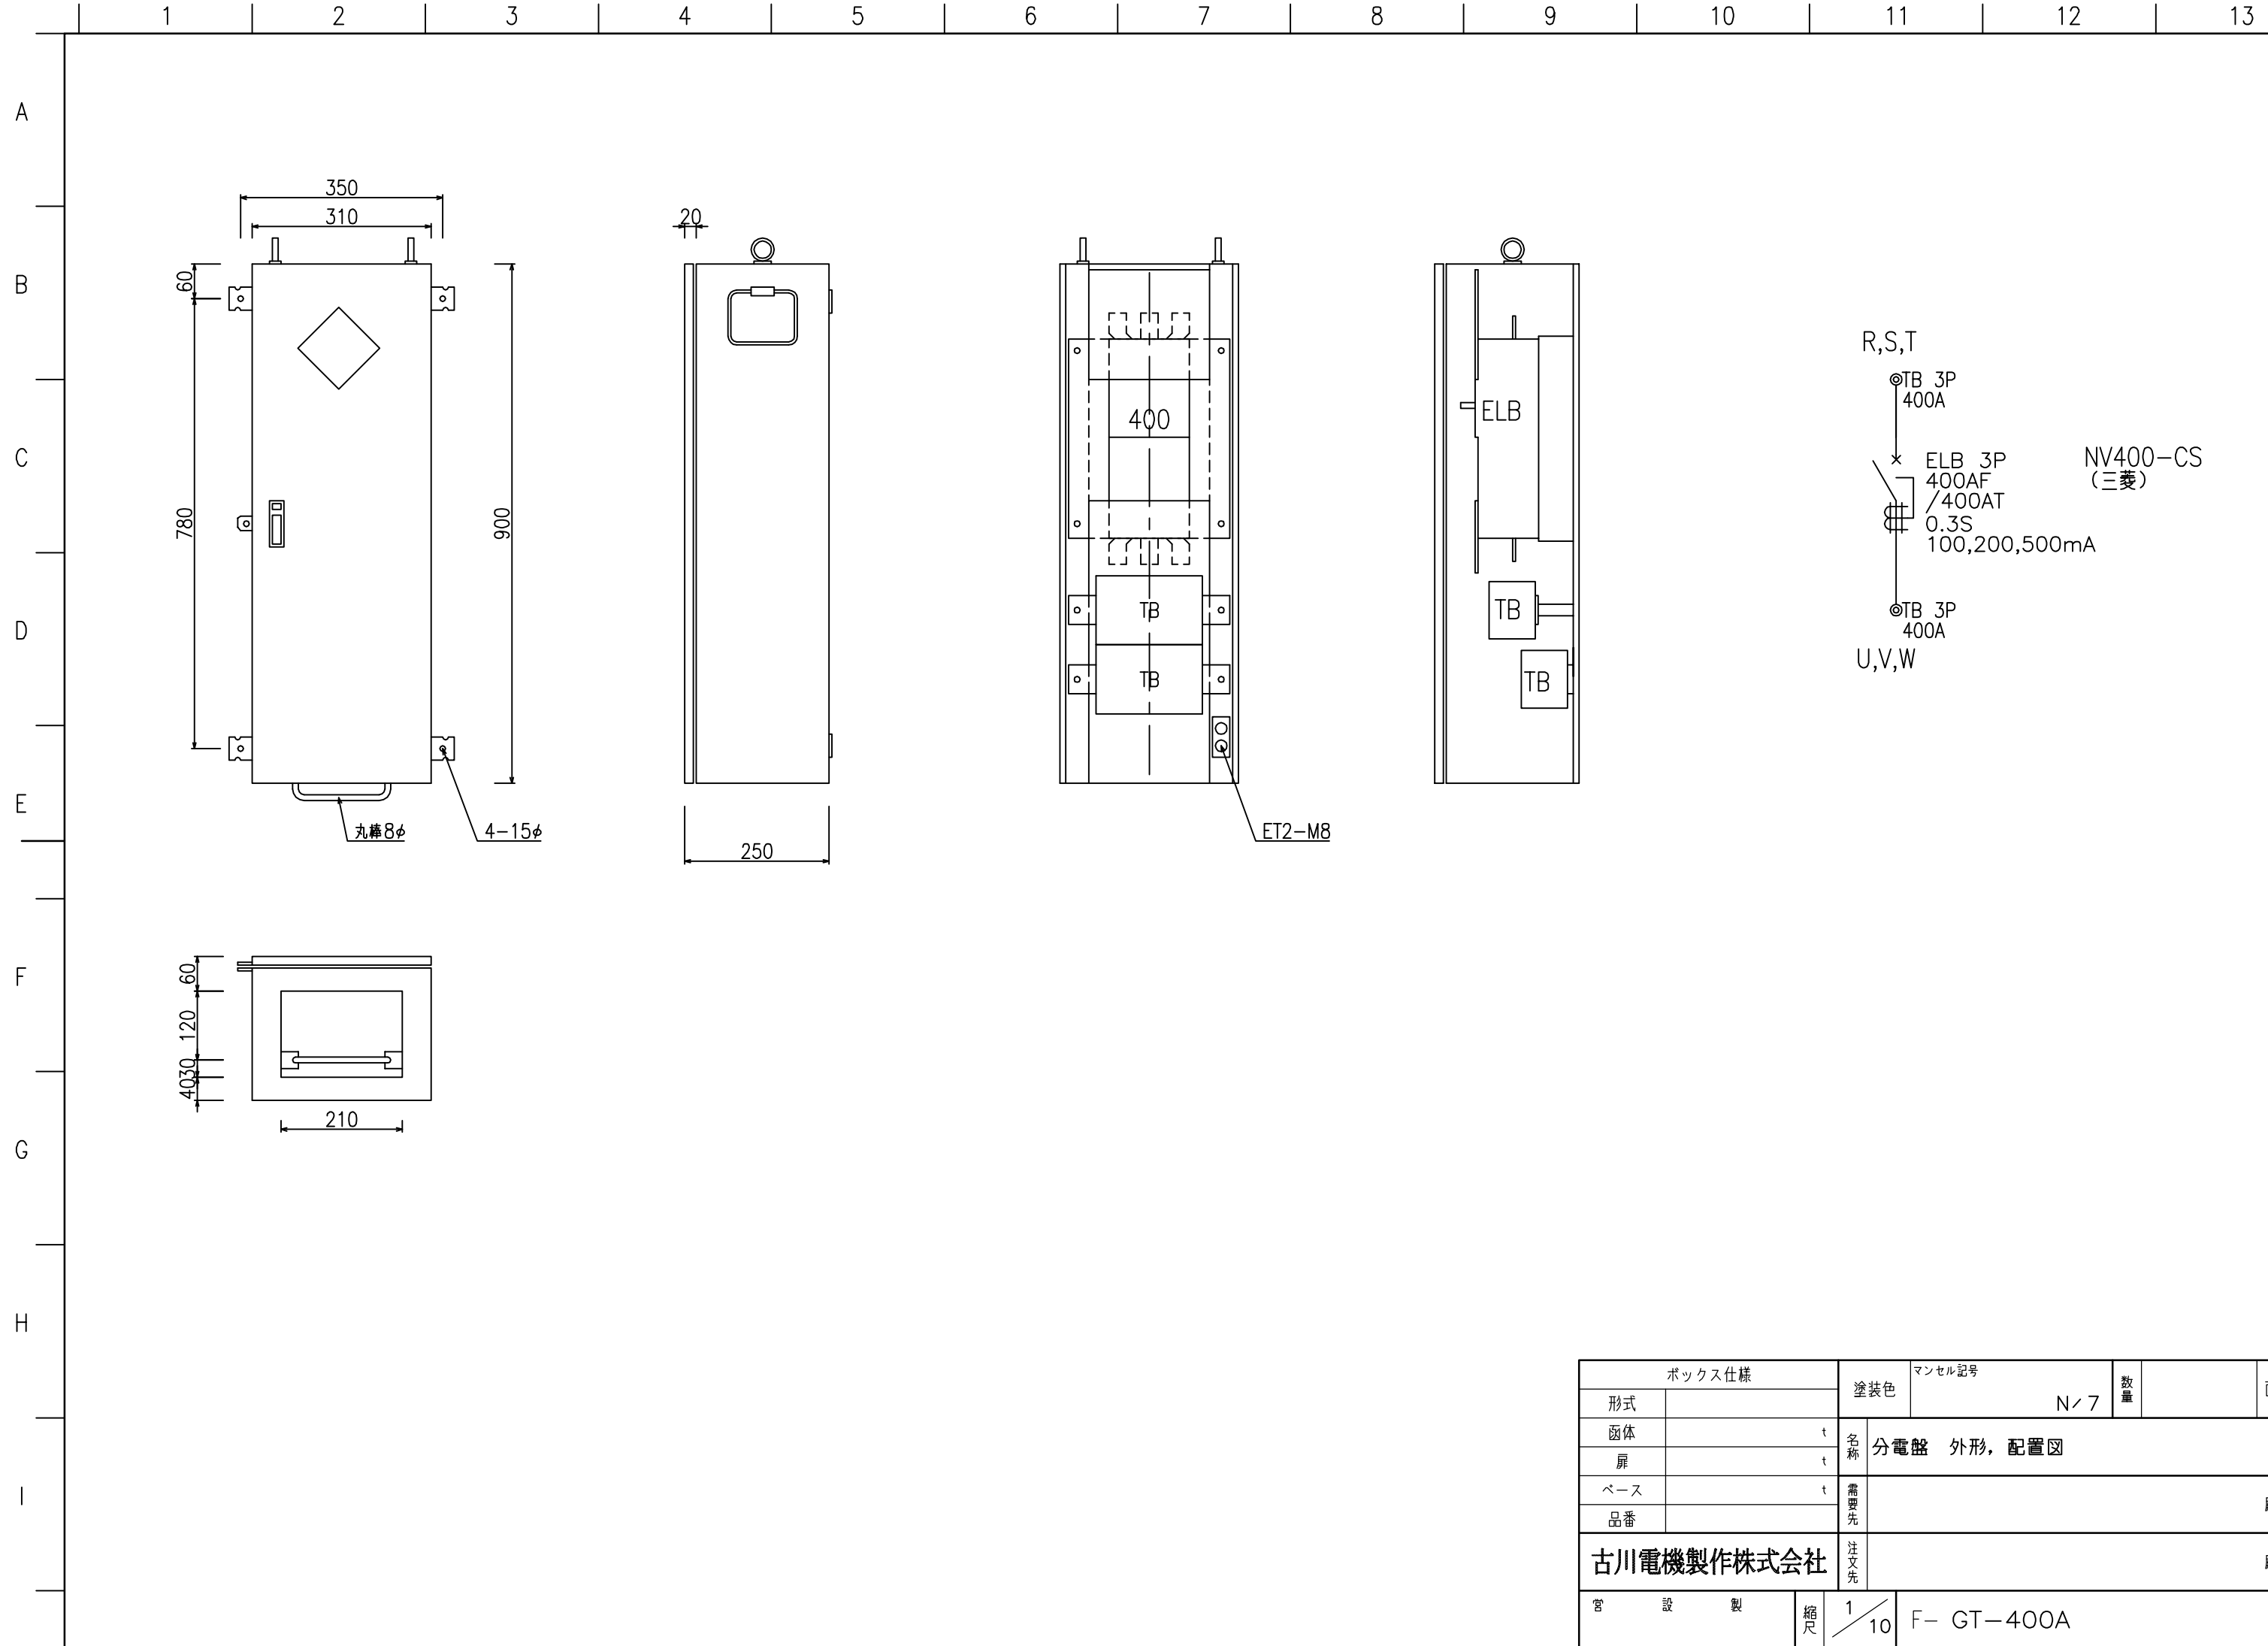 1 2 3 4 5 6 7 8 9 10 11 12 13
A
B
C
D
E
F
G
H
I
350
310
60
780
900
丸棒8φ
4-15φ
20
250
400
TB
TB
ET2-M8
ELB
TB
TB
R,S,T
TB 3P
400A
ELB 3P
400AF
/400AT
0.3S
100,200,500mA
NV400-CS
(三菱)
TB 3P
400A
U,V,W
60
120
30
40
210
ボックス仕様
形式
函体 t
扉 t
ベース t
品番
塗装色
マンセル記号
N/7
数量
名称
分電盤 外形, 配置図
需要先
注文先
古川電機製作株式会社
営 設 製
縮尺
1/10
F- GT-400A